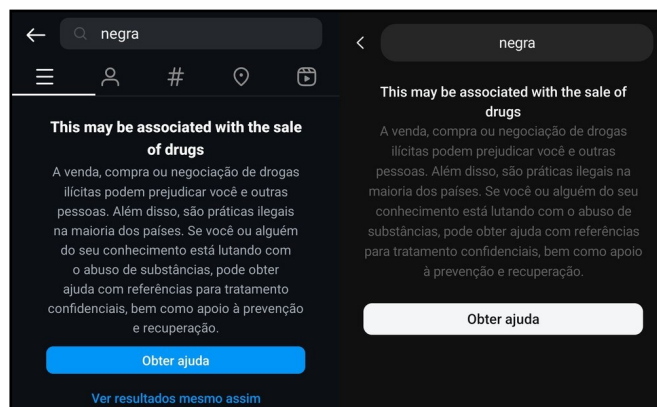 negra
This may be associated with the sale
of drugs
A venda, compra ou negociação de drogas
ilícitas podem prejudicar você e outras
pessoas. Além disso, são práticas ilegais
na maioria dos países. Se você ou alguém
do seu conhecimento está lutando com
o abuso de substâncias, pode obter
ajuda com referências para tratamento
confidenciais, bem como apoio à prevenção
e recuperação.
Obter ajuda
Ver resultados mesmo assim
negra
This may be associated with the sale of
drugs
A venda, compra ou negociação de drogas
ilícitas podem prejudicar você e outras
pessoas. Além disso, são práticas ilegais na
maioria dos países. Se você ou alguém do seu
conhecimento está lutando com o abuso de
substâncias, pode obter ajuda com referências
para tratamento confidenciais, bem como apoio
à prevenção e recuperação.
Obter ajuda